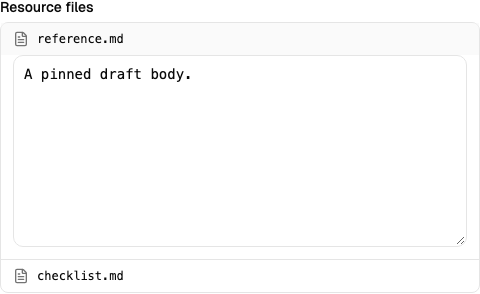 Resource files
reference.md
A pinned draft body.
checklist.md